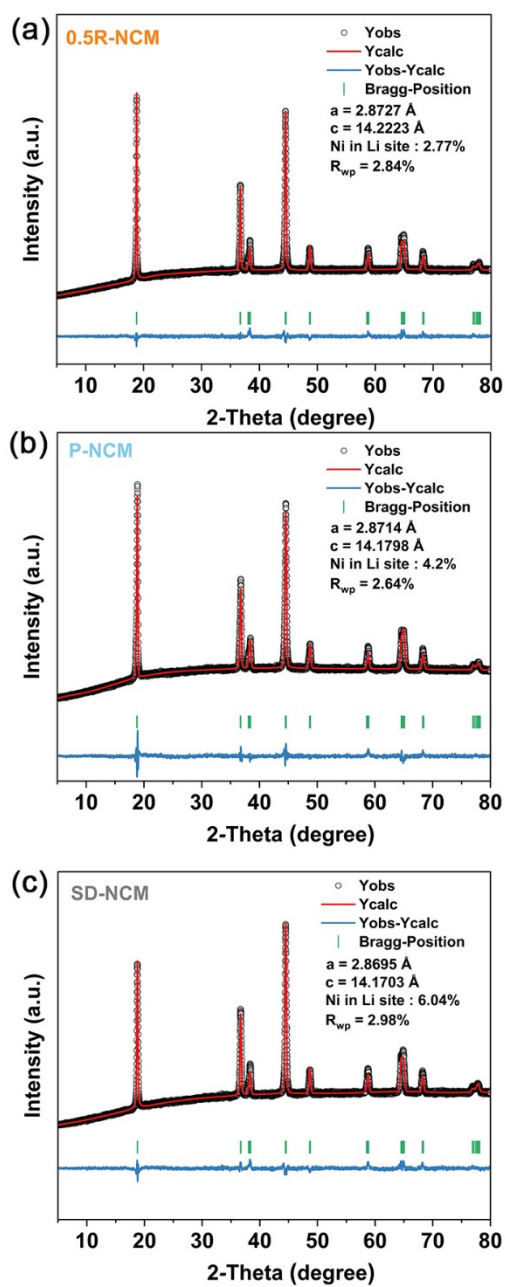 (a)
0.5R-NCM
Yobs
Ycalc
Yobs-Ycalc
Bragg-Position
a = 2.8727 Å
c = 14.2223 Å
Ni in Li site : 2.77%
Rwp = 2.84%
Intensity (a.u.)
10 20 30 40 50 60 70 80
2-Theta (degree)
(b)
P-NCM
Yobs
Ycalc
Yobs-Ycalc
Bragg-Position
a = 2.8714 Å
c = 14.1798 Å
Ni in Li site : 4.2%
Rwp = 2.64%
Intensity (a.u.)
10 20 30 40 50 60 70 80
2-Theta (degree)
(c)
SD-NCM
Yobs
Ycalc
Yobs-Ycalc
Bragg-Position
a = 2.8695 Å
c = 14.1703 Å
Ni in Li site : 6.04%
Rwp = 2.98%
Intensity (a.u.)
10 20 30 40 50 60 70 80
2-Theta (degree)